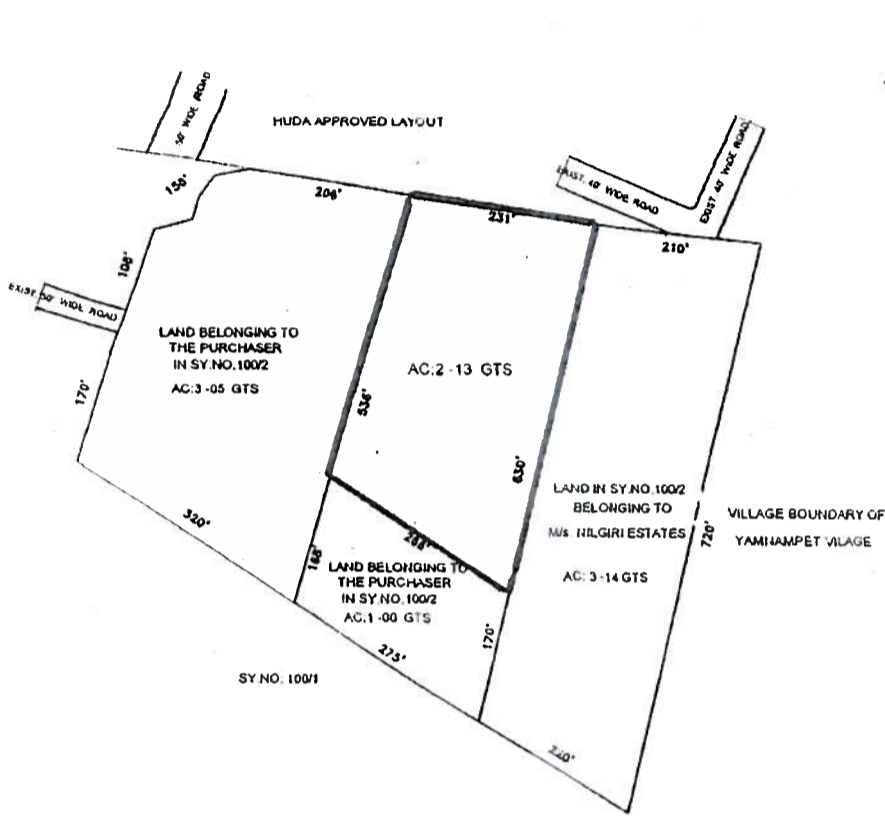 50' WIDE ROAD
HUDA APPROVED LAYOUT
EXIST. 40' WIDE ROAD
EXIST. 40' WIDE ROAD
150'
206'
231'
210'
108'
EXIST. 50' WIDE ROAD
LAND BELONGING TO
THE PURCHASER
IN SY.NO.100/2
AC:3-05 GTS
AC:2-13 GTS
170'
536'
630'
LAND IN SY.NO.100/2
BELONGING TO
M/s. NILGIRI ESTATES
AC: 3-14 GTS
720'
VILLAGE BOUNDARY OF
YAMNAMPET VILAGE
320'
268'
168'
LAND BELONGING TO
THE PURCHASER
IN SY.NO.100/2
AC:1-00 GTS
170'
275'
SY.NO. 100/1